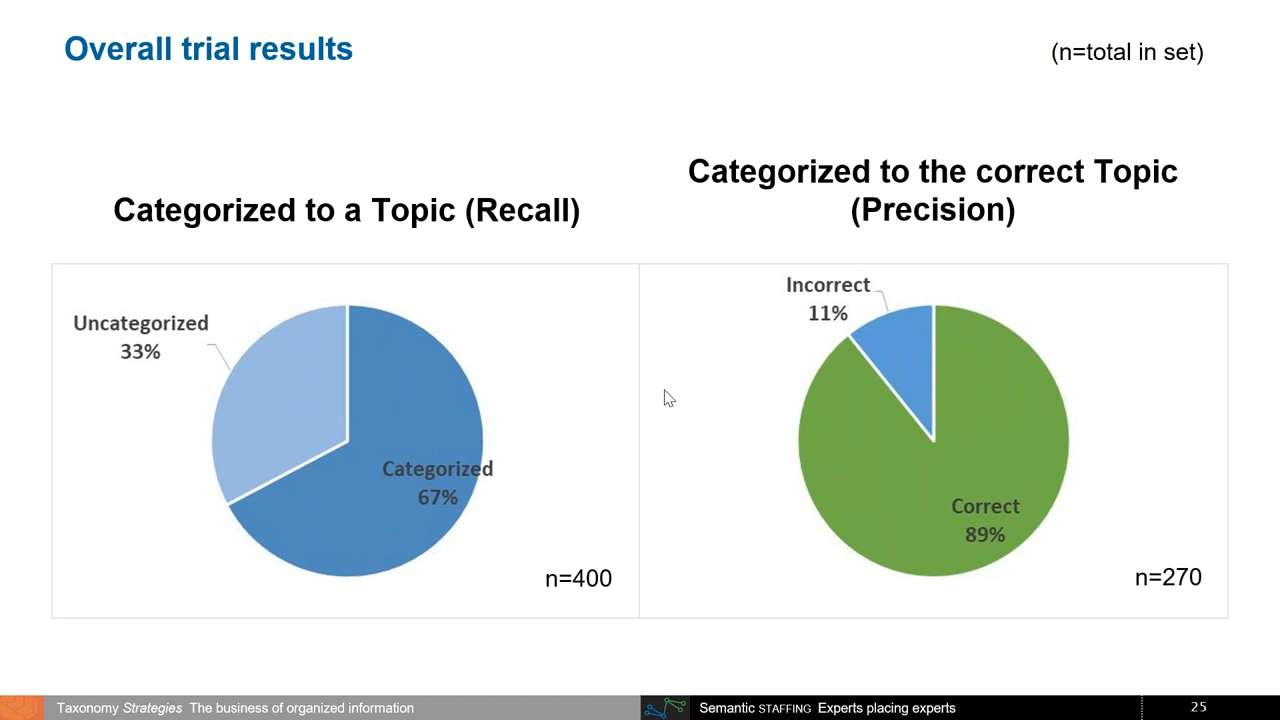 Overall trial results
(n=total in set)
Categorized to a Topic (Recall)
Categorized to the correct Topic
(Precision)
Uncategorized
33%
Categorized
67%
n=400
Incorrect
11%
Correct
89%
n=270
Taxonomy Strategies The business of organized information
Semantic STAFFING Experts placing experts
25